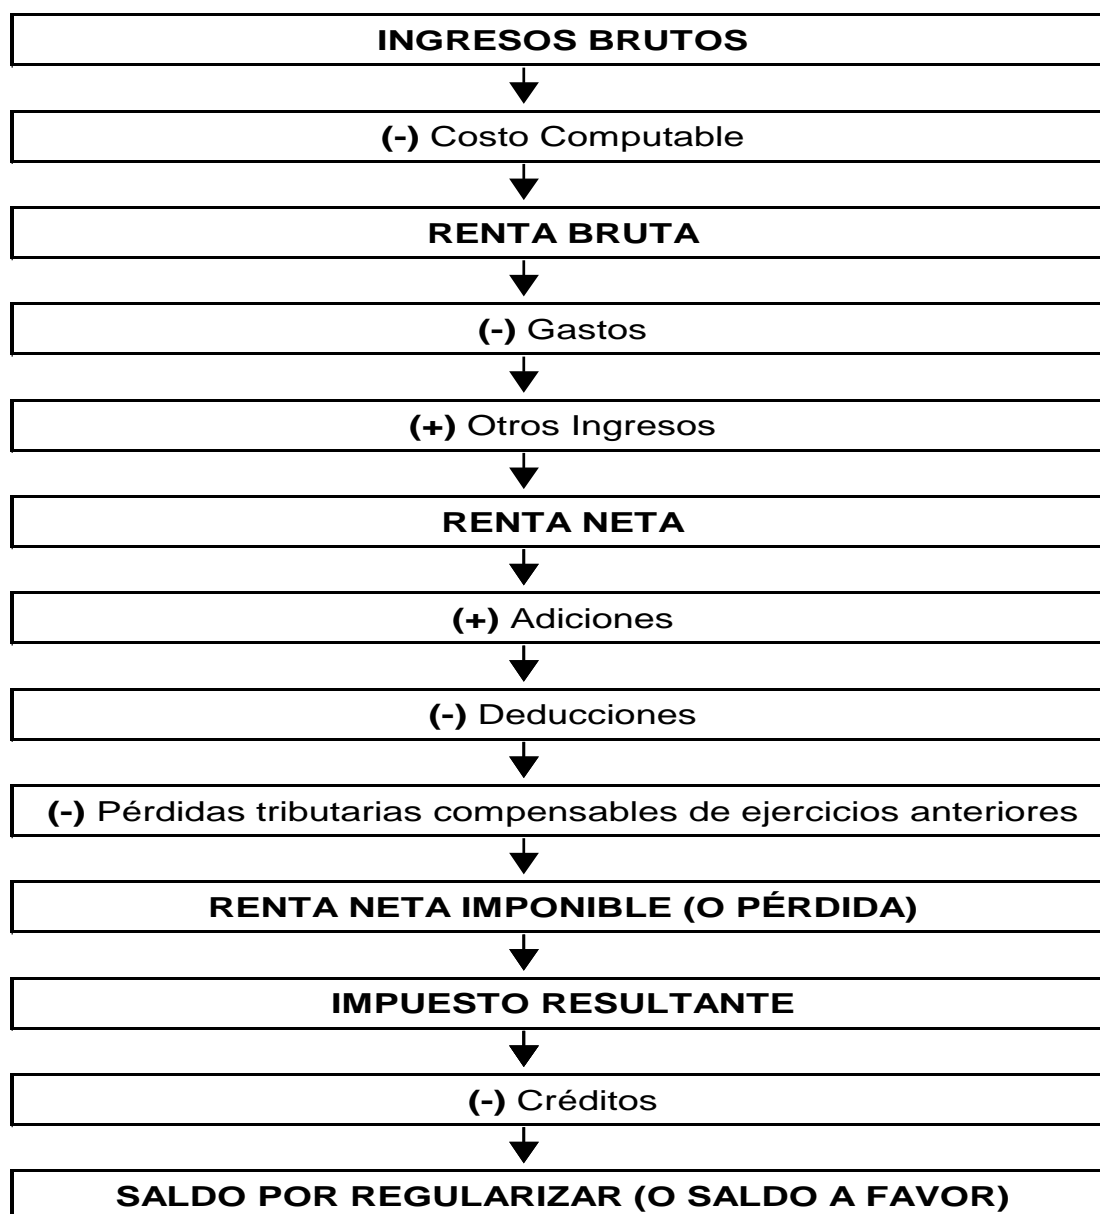 INGRESOS BRUTOS
(-) Costo Computable
RENTA BRUTA
(-) Gastos
(+) Otros Ingresos
RENTA NETA
(+) Adiciones
(-) Deducciones
(-) Pérdidas tributarias compensables de ejercicios anteriores
RENTA NETA IMPONIBLE (O PÉRDIDA)
IMPUESTO RESULTANTE
(-) Créditos
SALDO POR REGULARIZAR (O SALDO A FAVOR)